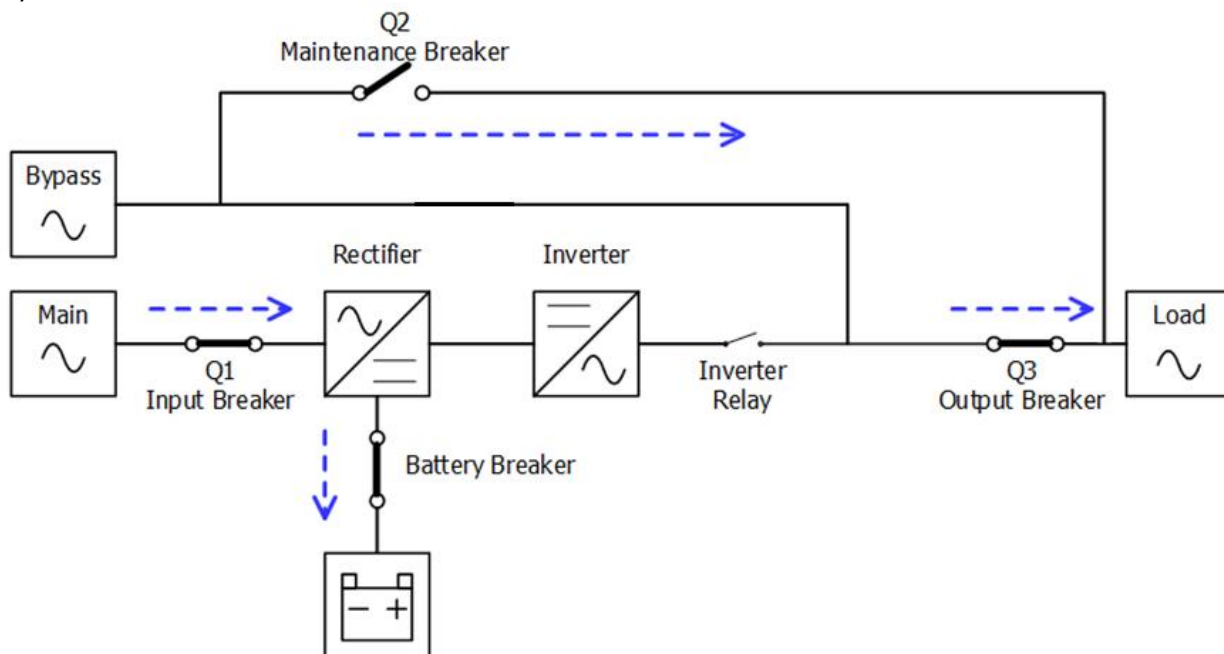 Q2
Maintenance Breaker
Bypass
Rectifier
Inverter
Main
Load
Q1
Input Breaker
Inverter
Relay
Q3
Output Breaker
Battery Breaker